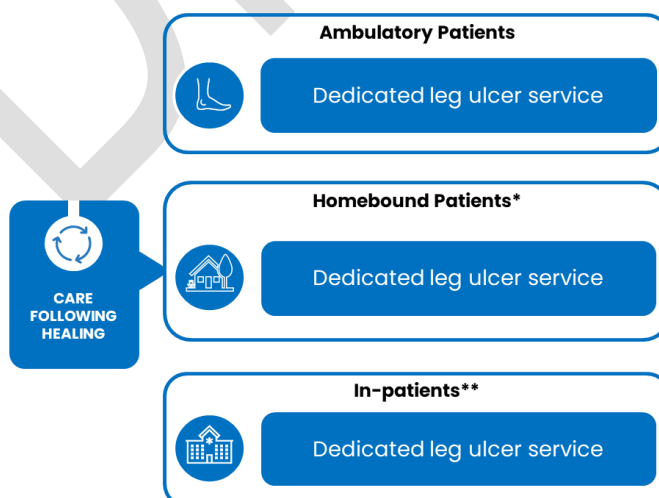 Ambulatory Patients
Dedicated leg ulcer service
Homebound Patients*
Dedicated leg ulcer service
CARE
FOLLOWING
HEALING
In-patients**
Dedicated leg ulcer service